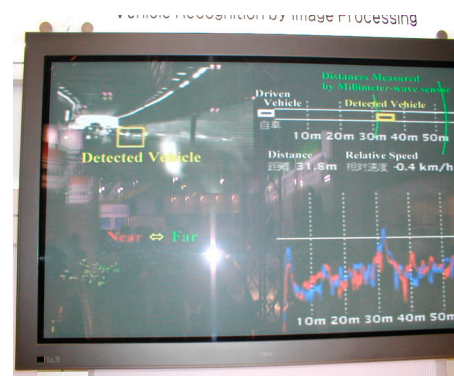 Vehicle Recognition by Image Processing
Distances Measured
by Millimeter-wave sensor
Driven
Vehicle
Detected Vehicle
自車
10m 20m 30m 40m 50m
Detected Vehicle
Distance
Relative Speed
距離 31.8m
相対速度 -0.4 km/h
Near ⇔ Far
10m 20m 30m 40m 50m